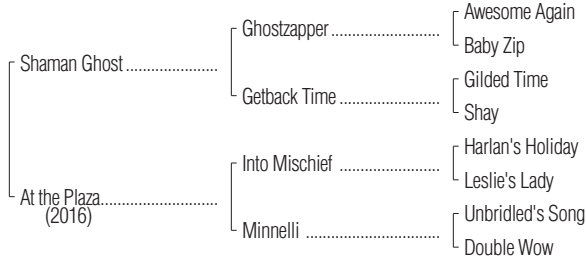 Awesome Again
Ghostzapper
Baby Zip
Shaman Ghost
Gilded Time
Getback Time
Shay
Harlan's Holiday
Into Mischief
Leslie's Lady
At the Plaza
(2016)
Unbridled's Song
Minnelli
Double Wow